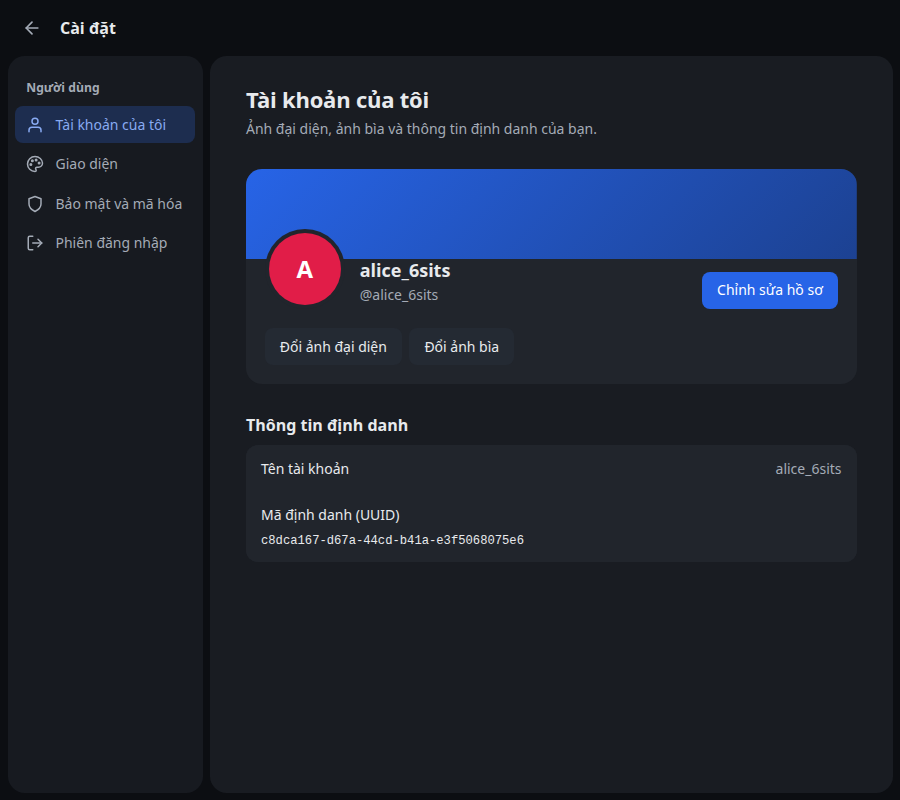 Cài đặt
Người dùng
Tài khoản của tôi
Giao diện
Bảo mật và mã hóa
Phiên đăng nhập
Tài khoản của tôi
Ảnh đại diện, ảnh bìa và thông tin định danh của bạn.
A
alice_6sits
@alice_6sits
Chỉnh sửa hồ sơ
Đổi ảnh đại diện
Đổi ảnh bìa
Thông tin định danh
Tên tài khoản
alice_6sits
Mã định danh (UUID)
c8dca167-d67a-44cd-b41a-e3f5068075e6